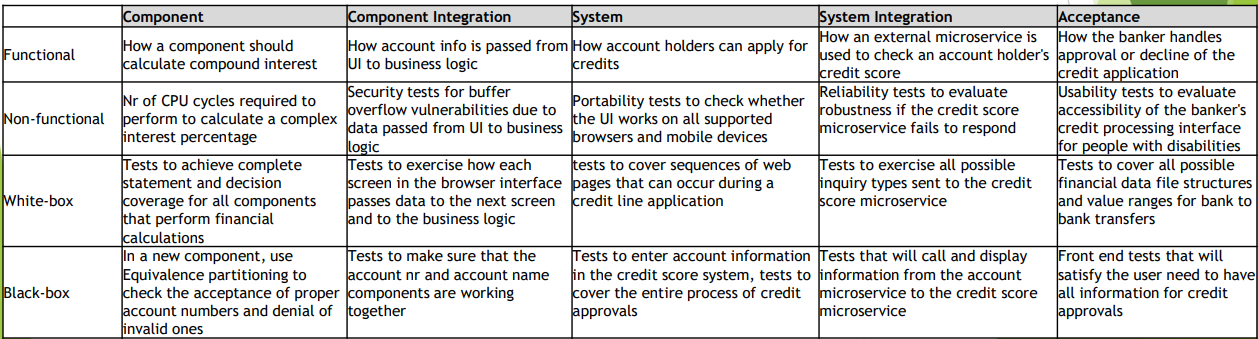 Component
Component Integration
System
System Integration
Acceptance
Functional
How a component should
calculate compound interest
How account info is passed from
UI to business logic
How account holders can apply for
credits
How an external microservice is
used to check an account holder's
credit score
How the banker handles
approval or decline of the
credit application
Non-functional
Nr of CPU cycles required to
perform to calculate a complex
interest percentage
Security tests for buffer
overflow vulnerabilities due to
data passed from UI to business
logic
Portability tests to check whether
the UI works on all supported
browsers and mobile devices
Reliability tests to evaluate
robustness if the credit score
microservice fails to respond
Usability tests to evaluate
accessibility of the banker's
credit processing interface
for people with disabilities
White-box
Tests to achieve complete
statement and decision
coverage for all components
that perform financial
calculations
Tests to exercise how each
screen in the browser interface
passes data to the next screen
and to the business logic
tests to cover sequences of web
pages that can occur during a
credit line application
Tests to exercise all possible
inquiry types sent to the credit
score microservice
Tests to cover all possible
financial data file structures
and value ranges for bank to
bank transfers
Black-box
In a new component, use
Equivalence partitioning to
check the acceptance of proper
account numbers and denial of
invalid ones
Tests to make sure that the
account nr and account name
components are working
together
Tests to enter account information
in the credit score system, tests to
cover the entire process of credit
approvals
Tests that will call and display
information from the account
microservice to the credit score
microservice
Front end tests that will
satisfy the user need to have
all information for credit
approvals